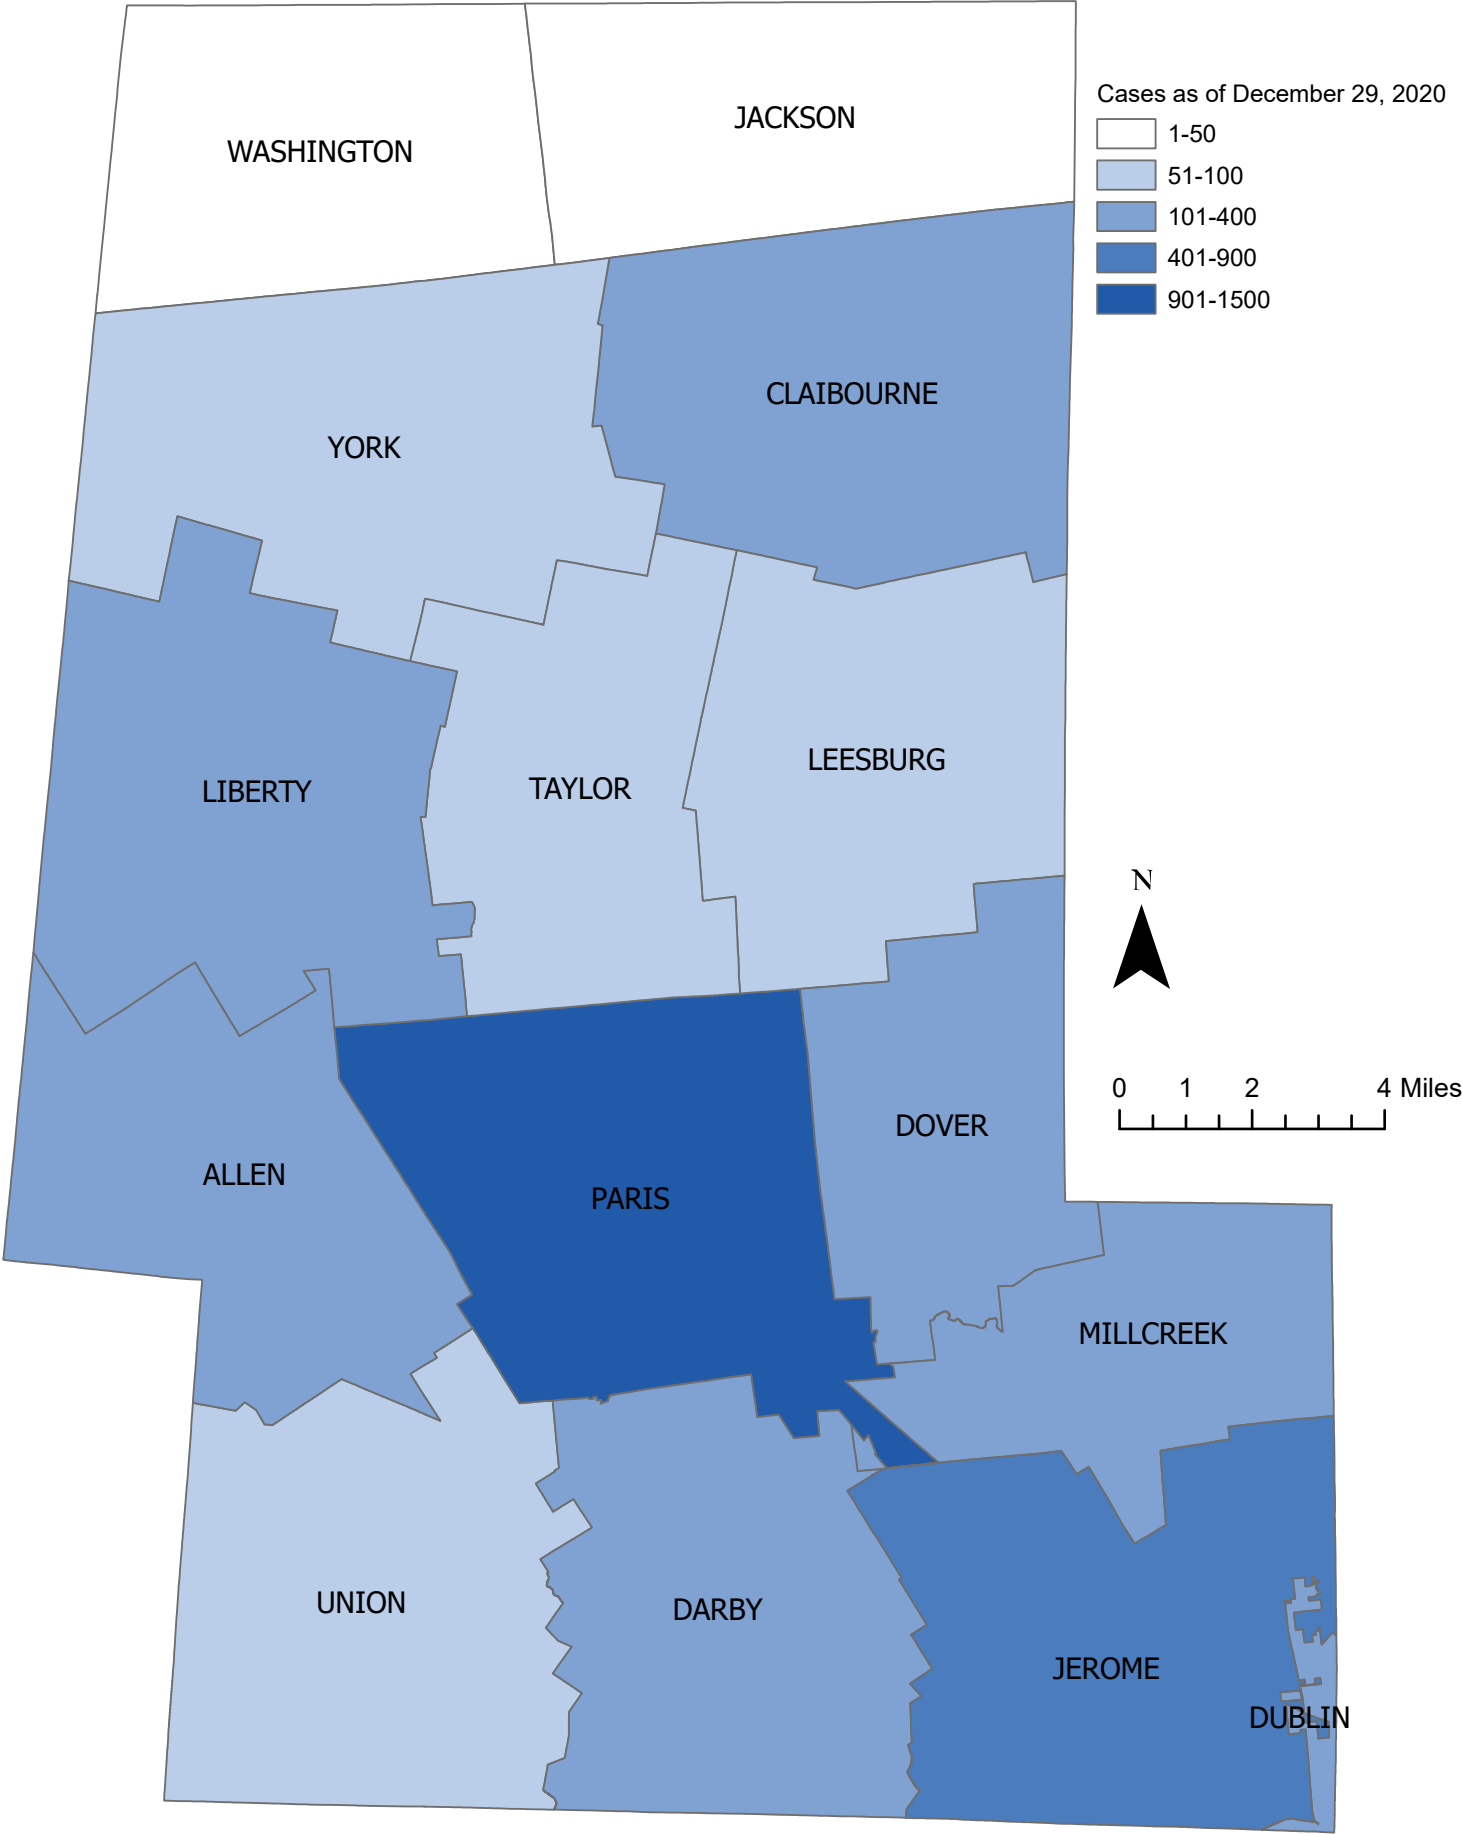 WASHINGTON
JACKSON
Cases as of December 29, 2020
1-50
51-100
101-400
401-900
901-1500
CLAIBOURNE
YORK
LEESBURG
TAYLOR
LIBERTY
N
0 1 2 4 Miles
DOVER
ALLEN
PARIS
MILLCREEK
UNION
DARBY
JEROME
DUBLIN